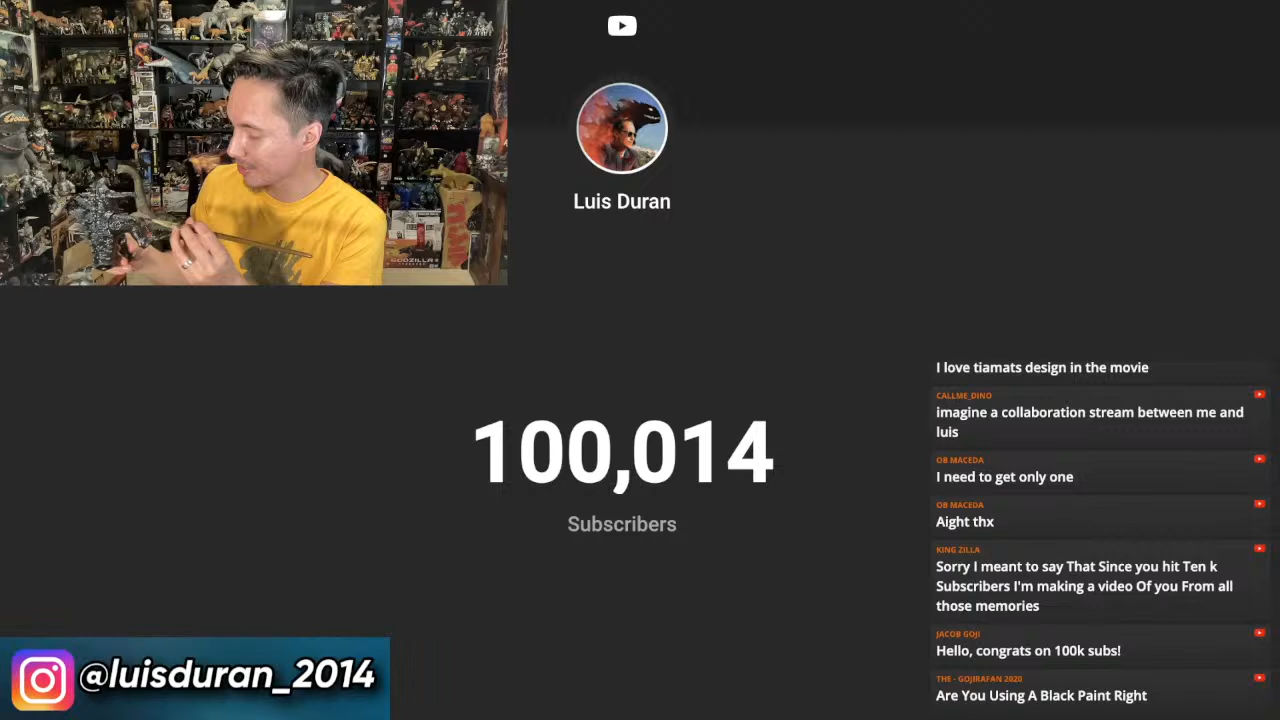 Luis Duran
100,014
Subscribers
I love tiamats design in the movie
CALLME_DINO
imagine a collaboration stream between me and
luis
OB MACEDA
I need to get only one
OB MACEDA
Aight thx
KING ZILLA
Sorry I meant to say That Since you hit Ten k
Subscribers I'm making a video Of you From all
those memories
JACOB GOJI
Hello, congrats on 100k subs!
THE - GOJIRAFAN 2020
Are You Using A Black Paint Right
@luisduran_2014
GODZILLA